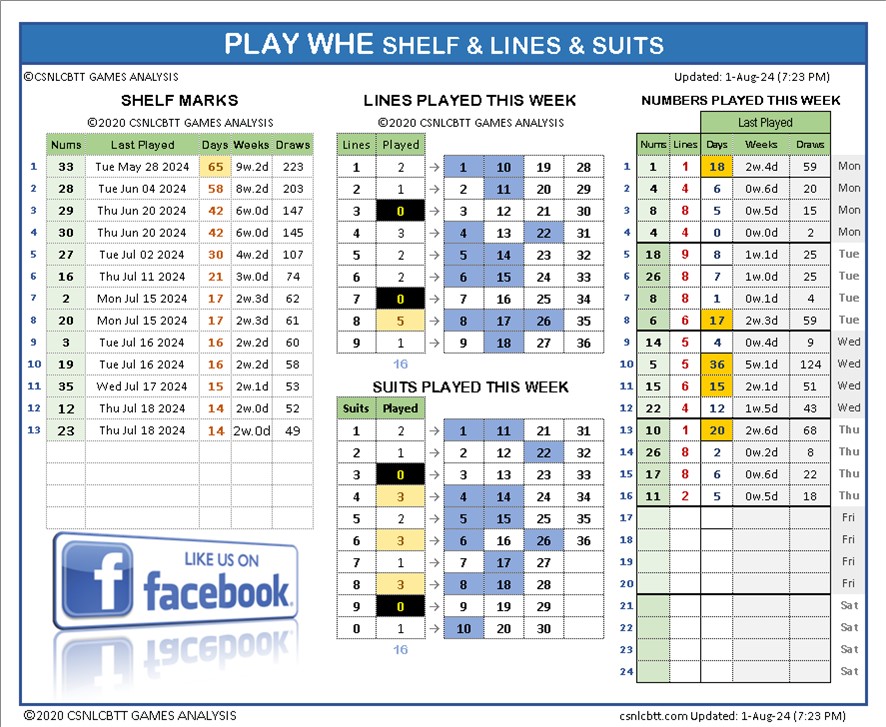 PLAY WHE SHELF & LINES & SUITS
©CSNLCBTT GAMES ANALYSIS
Updated: 1-Aug-24 (7:23 PM)
SHELF MARKS
©2020 CSNLCBTT GAMES ANALYSIS
Nums Last Played Days Weeks Draws
1 33 Tue May 28 2024 65 9w.2d 223
2 28 Tue Jun 04 2024 58 8w.2d 203
3 29 Thu Jun 20 2024 42 6w.0d 147
4 30 Thu Jun 20 2024 42 6w.0d 145
5 27 Tue Jul 02 2024 30 4w.2d 107
6 16 Thu Jul 11 2024 21 3w.0d 74
7 2 Mon Jul 15 2024 17 2w.3d 62
8 20 Mon Jul 15 2024 17 2w.3d 61
9 3 Tue Jul 16 2024 16 2w.2d 60
10 19 Tue Jul 16 2024 16 2w.2d 58
11 35 Wed Jul 17 2024 15 2w.1d 53
12 12 Thu Jul 18 2024 14 2w.0d 52
13 23 Thu Jul 18 2024 14 2w.0d 49
LIKE US ON
facebook
LINES PLAYED THIS WEEK
©2020 CSNLCBTT GAMES ANALYSIS
Lines Played
1 2 → 1 10 19 28
2 1 → 2 11 20 29
3 0 → 3 12 21 30
4 3 → 4 13 22 31
5 2 → 5 14 23 32
6 2 → 6 15 24 33
7 0 → 7 16 25 34
8 5 → 8 17 26 35
9 1 → 9 18 27 36
16
SUITS PLAYED THIS WEEK
Suits Played
1 2 → 1 11 21 31
2 1 → 2 12 22 32
3 0 → 3 13 23 33
4 3 → 4 14 24 34
5 2 → 5 15 25 35
6 3 → 6 16 26 36
7 1 → 7 17 27
8 3 → 8 18 28
9 0 → 9 19 29
0 1 → 10 20 30
16
NUMBERS PLAYED THIS WEEK
Last Played
Nums Lines Days Weeks Draws
1 1 1 18 2w.4d 59 Mon
2 4 4 6 0w.6d 20 Mon
3 8 8 5 0w.5d 15 Mon
4 4 4 0 0w.0d 2 Mon
5 18 9 8 1w.1d 25 Tue
6 26 8 7 1w.0d 25 Tue
7 8 8 1 0w.1d 4 Tue
8 6 6 17 2w.3d 59 Tue
9 14 5 4 0w.4d 9 Wed
10 5 5 36 5w.1d 124 Wed
11 15 6 15 2w.1d 51 Wed
12 22 4 12 1w.5d 43 Wed
13 10 1 20 2w.6d 68 Thu
14 26 8 2 0w.2d 8 Thu
15 17 8 6 0w.6d 22 Thu
16 11 2 5 0w.5d 18 Thu
17 Fri
18 Fri
19 Fri
20 Fri
21 Sat
22 Sat
23 Sat
24 Sat
©2020 CSNLCBTT GAMES ANALYSIS
csnlcbtt.com Updated: 1-Aug-24 (7:23 PM)